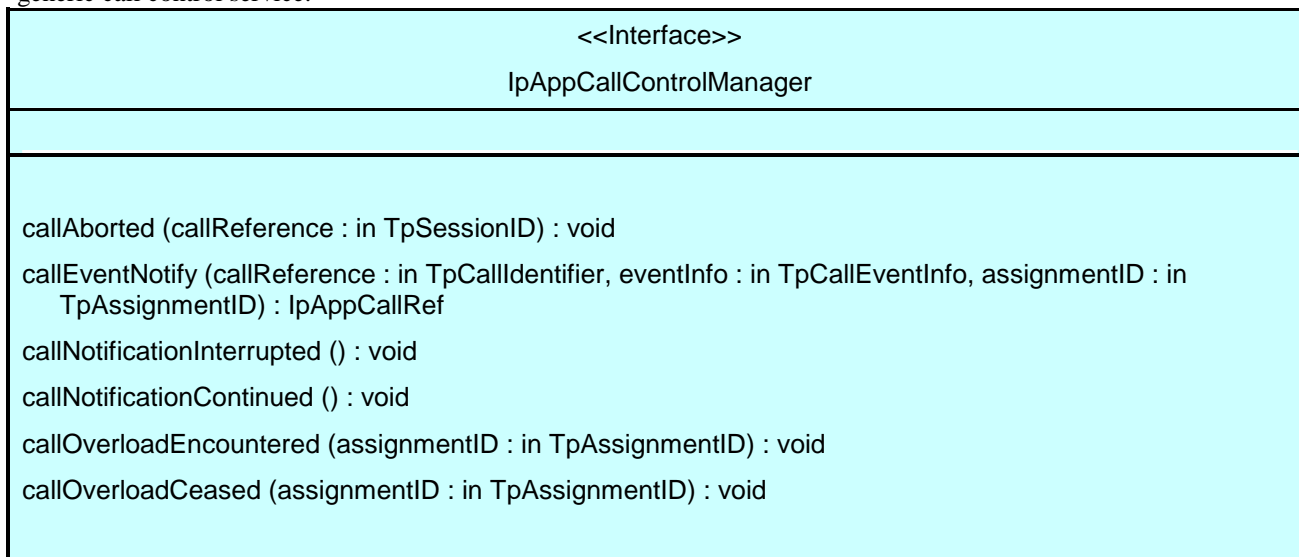 generic call control service.
<<Interface>>
IpAppCallControlManager
callAborted (callReference : in TpSessionID) : void
callEventNotify (callReference : in TpCallIdentifier, eventInfo : in TpCallEventInfo, assignmentID : in
TpAssignmentID) : IpAppCallRef
callNotificationInterrupted () : void
callNotificationContinued () : void
callOverloadEncountered (assignmentID : in TpAssignmentID) : void
callOverloadCeased (assignmentID : in TpAssignmentID) : void